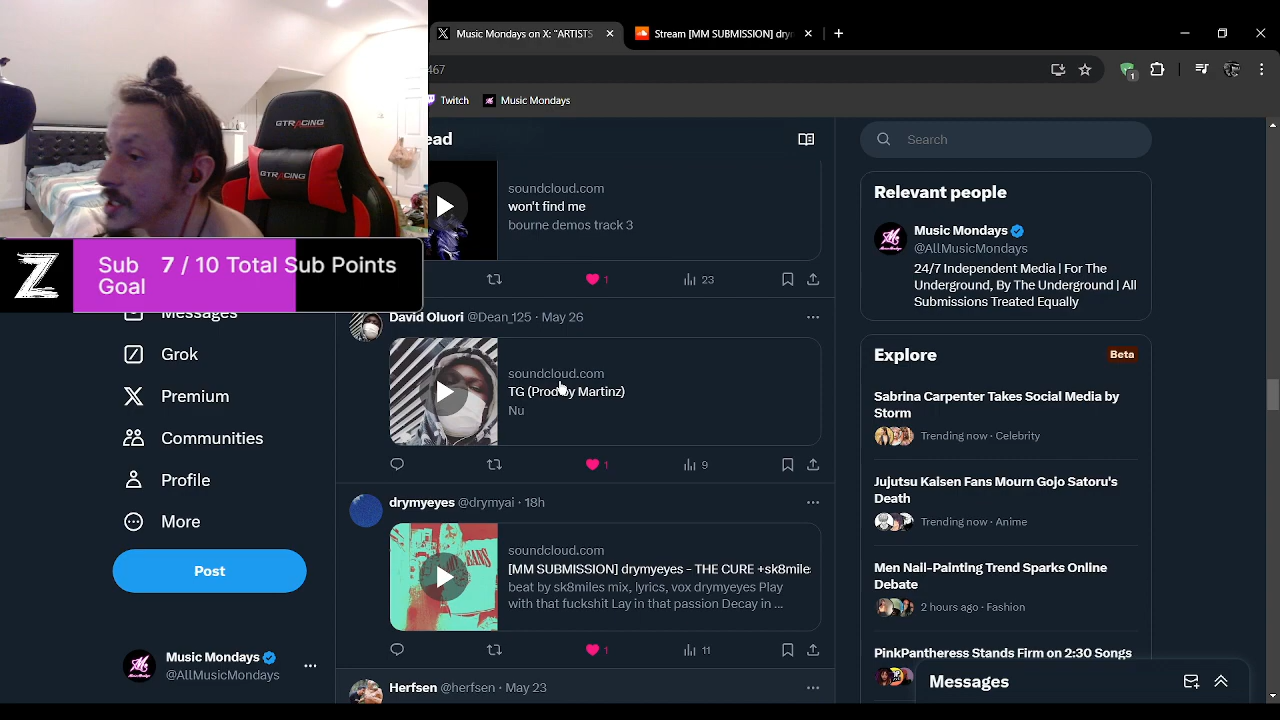 Music Mondays on X: "ARTISTS
Stream [MM SUBMISSION] dry
467
Twitch
Music Mondays
ead
Search
GTRACING
GTRACING
Z
Sub Goal
7 / 10 Total Sub Points
soundcloud.com
won't find me
bourne demos track 3
1
23
David Oluori @Dean_125 · May 26
soundcloud.com
TG (Prod by Martinz)
Nu
1
9
drymyeyes @drymyai · 18h
soundcloud.com
[MM SUBMISSION] drymyeyes - THE CURE +sk8mile
beat by sk8miles mix, lyrics, vox drymyeyes Play
with that fuckshit Lay in that passion Decay in ...
1
11
Herfsen @herfsen · May 23
Messages
Grok
Premium
Communities
Profile
More
Post
Music Mondays
@AllMusicMondays
Relevant people
Music Mondays
@AllMusicMondays
24/7 Independent Media | For The
Underground, By The Underground | All
Submissions Treated Equally
Explore
Beta
Sabrina Carpenter Takes Social Media by
Storm
Trending now · Celebrity
Jujutsu Kaisen Fans Mourn Gojo Satoru's
Death
Trending now · Anime
Men Nail-Painting Trend Sparks Online
Debate
2 hours ago · Fashion
PinkPantheress Stands Firm on 2:30 Songs
Messages